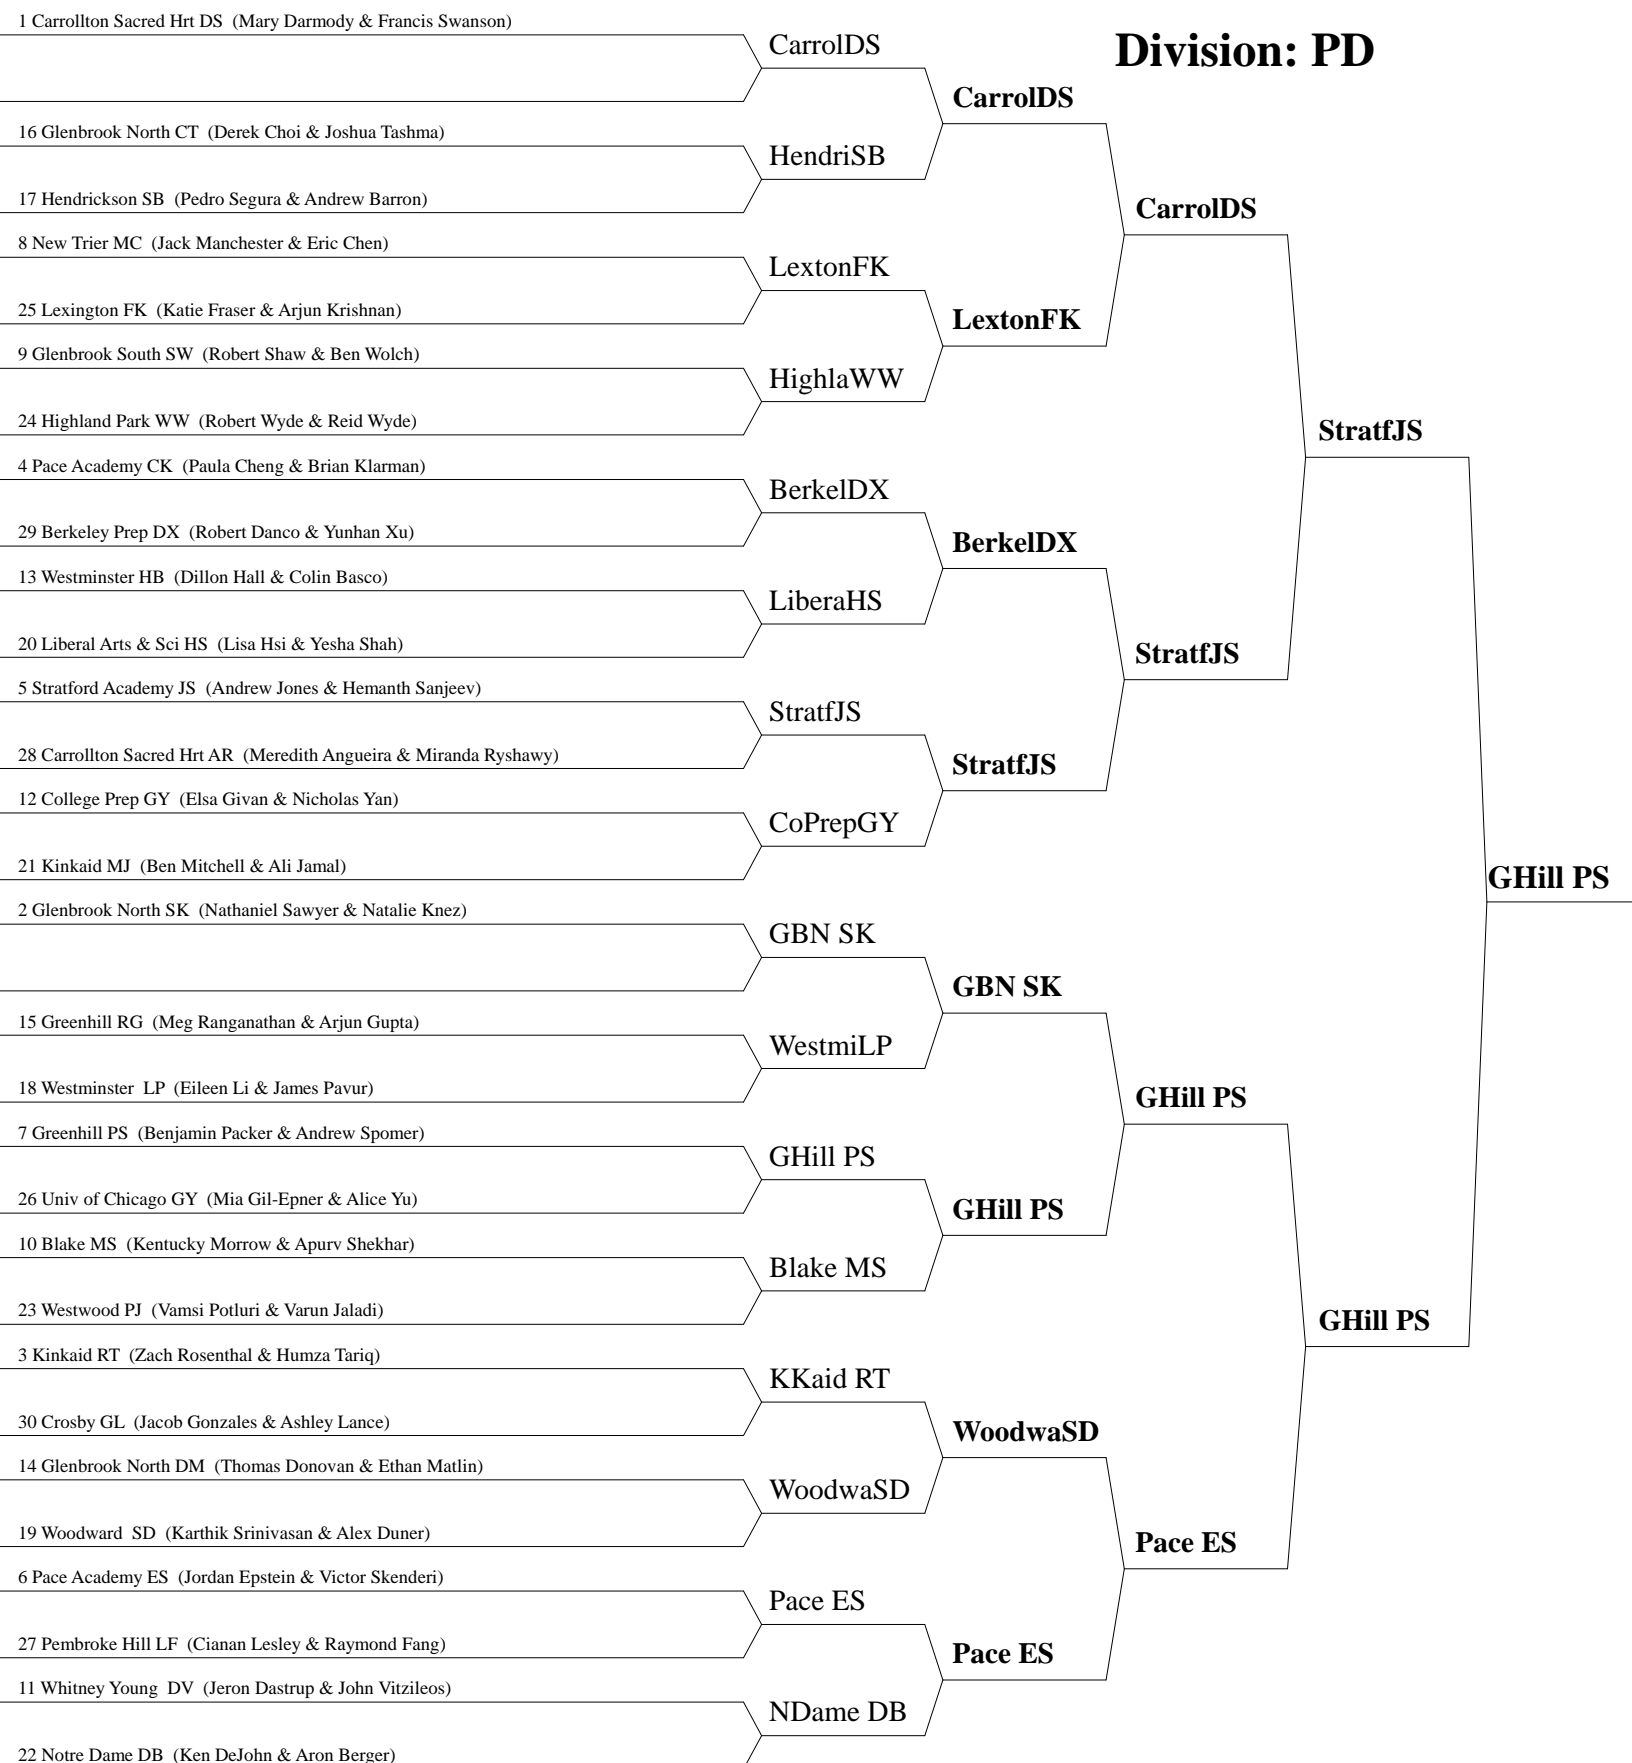 1 Carrollton Sacred Hrt DS (Mary Darmody & Francis Swanson)
CarrolDS
Division: PD
CarrolDS
16 Glenbrook North CT (Derek Choi & Joshua Tashma)
HendriSB
17 Hendrickson SB (Pedro Segura & Andrew Barron)
CarrolDS
8 New Trier MC (Jack Manchester & Eric Chen)
LextonFK
25 Lexington FK (Katie Fraser & Arjun Krishnan)
LextonFK
9 Glenbrook South SW (Robert Shaw & Ben Wolch)
HighlaWW
24 Highland Park WW (Robert Wyde & Reid Wyde)
StratfJS
4 Pace Academy CK (Paula Cheng & Brian Klarman)
BerkelDX
29 Berkeley Prep DX (Robert Danco & Yunhan Xu)
BerkelDX
13 Westminster HB (Dillon Hall & Colin Basco)
LiberaHS
20 Liberal Arts & Sci HS (Lisa Hsi & Yesha Shah)
StratfJS
5 Stratford Academy JS (Andrew Jones & Hemanth Sanjeev)
StratfJS
28 Carrollton Sacred Hrt AR (Meredith Angueira & Miranda Ryshawy)
StratfJS
12 College Prep GY (Elsa Givan & Nicholas Yan)
CoPrepGY
21 Kinkaid MJ (Ben Mitchell & Ali Jamal)
GHill PS
2 Glenbrook North SK (Nathaniel Sawyer & Natalie Knez)
GBN SK
GBN SK
15 Greenhill RG (Meg Ranganathan & Arjun Gupta)
WestmiLP
18 Westminster LP (Eileen Li & James Pavur)
GHill PS
7 Greenhill PS (Benjamin Packer & Andrew Spomer)
GHill PS
26 Univ of Chicago GY (Mia Gil-Epner & Alice Yu)
GHill PS
10 Blake MS (Kentucky Morrow & Apurv Shekhar)
Blake MS
23 Westwood PJ (Vamsi Potluri & Varun Jaladi)
GHill PS
3 Kinkaid RT (Zach Rosenthal & Humza Tariq)
KKaid RT
30 Crosby GL (Jacob Gonzales & Ashley Lance)
WoodwaSD
14 Glenbrook North DM (Thomas Donovan & Ethan Matlin)
WoodwaSD
19 Woodward SD (Karthik Srinivasan & Alex Duner)
Pace ES
6 Pace Academy ES (Jordan Epstein & Victor Skenderi)
Pace ES
27 Pembroke Hill LF (Cianan Lesley & Raymond Fang)
Pace ES
11 Whitney Young DV (Jeron Dastrup & John Vitzileos)
NDame DB
22 Notre Dame DB (Ken DeJohn & Aron Berger)